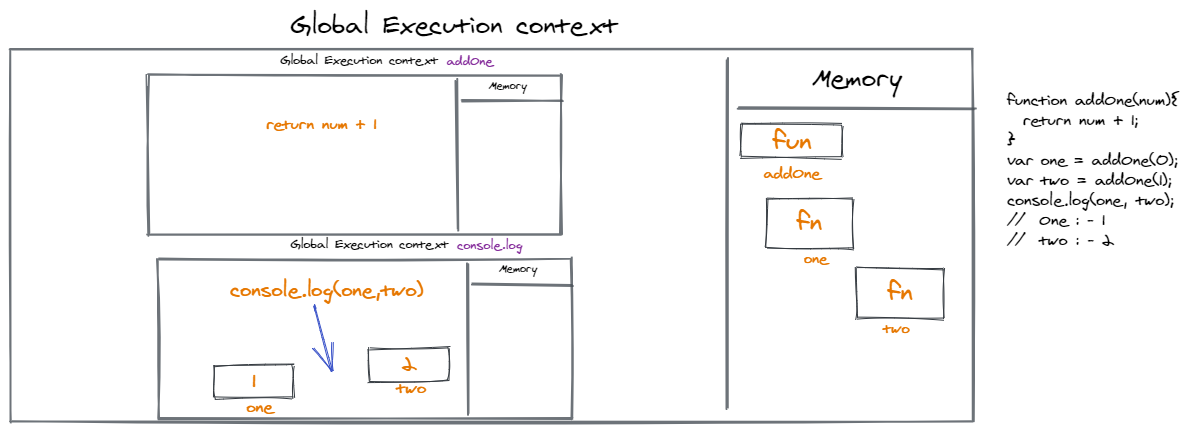 Global Execution context
Global Execution context addOne
Memory
return num + 1
Global Execution context console.log
Memory
console.log(one,two)
1
one
2
two
Memory
fun
addOne
fn
one
fn
two
function addOne(num){
return num + 1;
}
var one = addOne(0);
var two = addOne(1);
console.log(one, two);
// One : - 1
// two : - 2